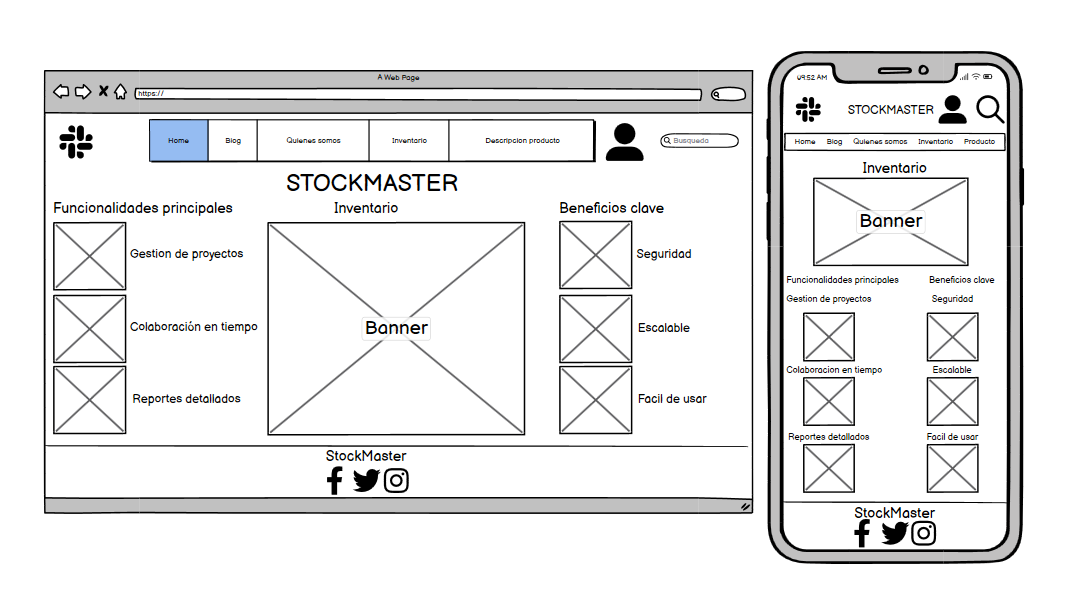 A Web Page
https://
Home Blog Quienes somos Inventario Descripcion producto
Busqueda
STOCKMASTER
Funcionalidades principales
Gestion de proyectos
Colaboración en tiempo
Reportes detallados
Inventario
Banner
Beneficios clave
Seguridad
Escalable
Facil de usar
StockMaster
09:52 AM
STOCKMASTER
Home Blog Quienes somos Inventario Producto
Inventario
Banner
Funcionalidades principales Beneficios clave
Gestion de proyectos Seguridad
Colaboracion en tiempo Escalable
Reportes detallados Facil de usar
StockMaster